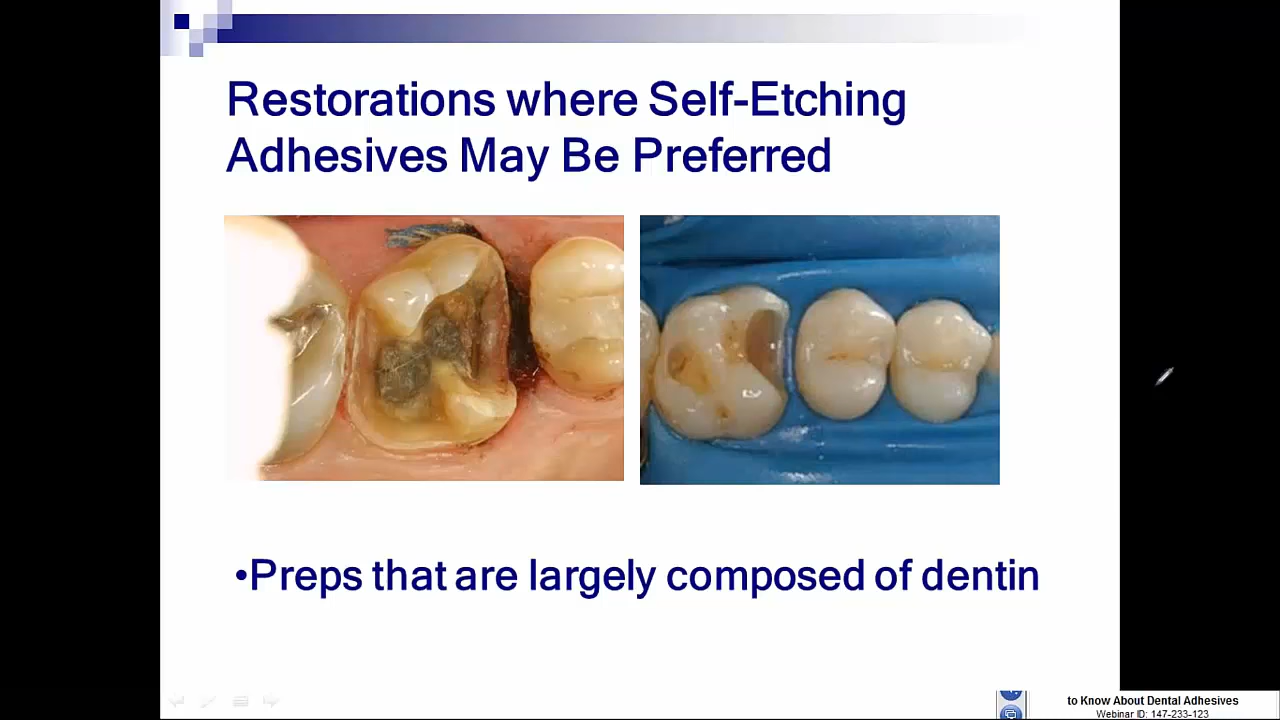 Restorations where Self-Etching
Adhesives May Be Preferred
•Preps that are largely composed of dentin
to Know About Dental Adhesives
Webinar ID: 147-233-123